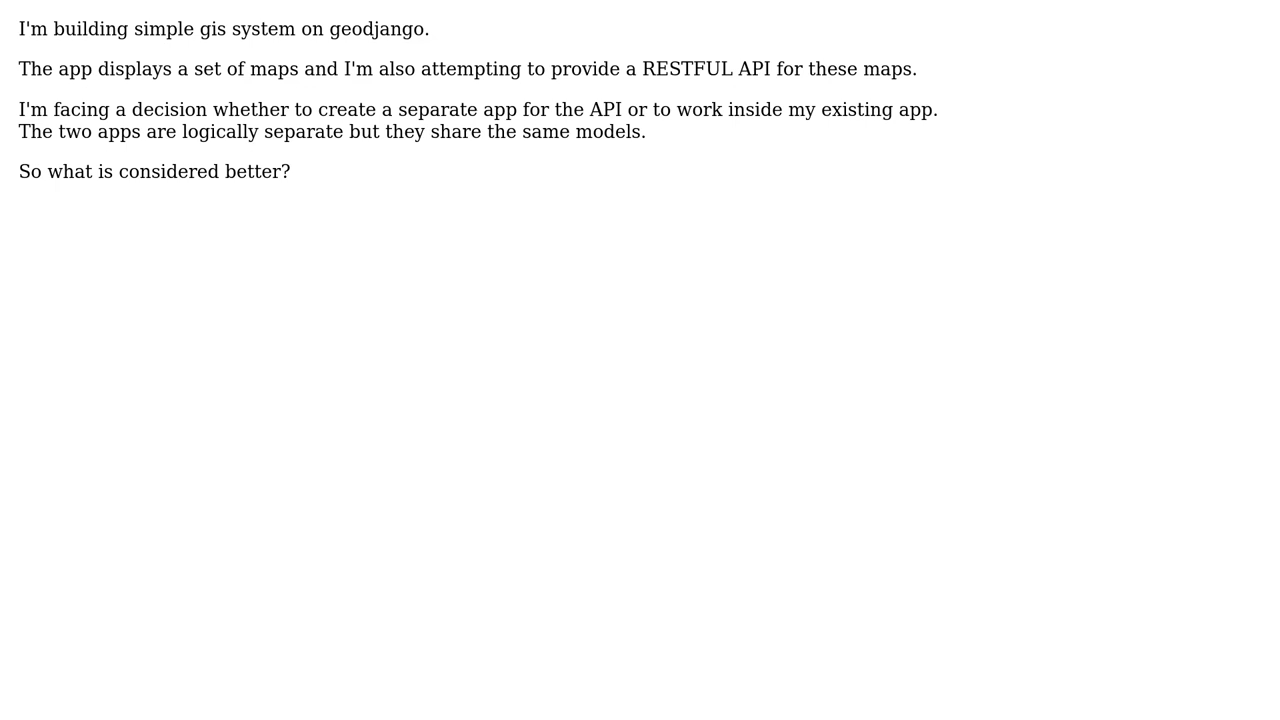 I'm building simple gis system on geodjango.
The app displays a set of maps and I'm also attempting to provide a RESTFUL API for these maps.
I'm facing a decision whether to create a separate app for the API or to work inside my existing app.
The two apps are logically separate but they share the same models.
So what is considered better?